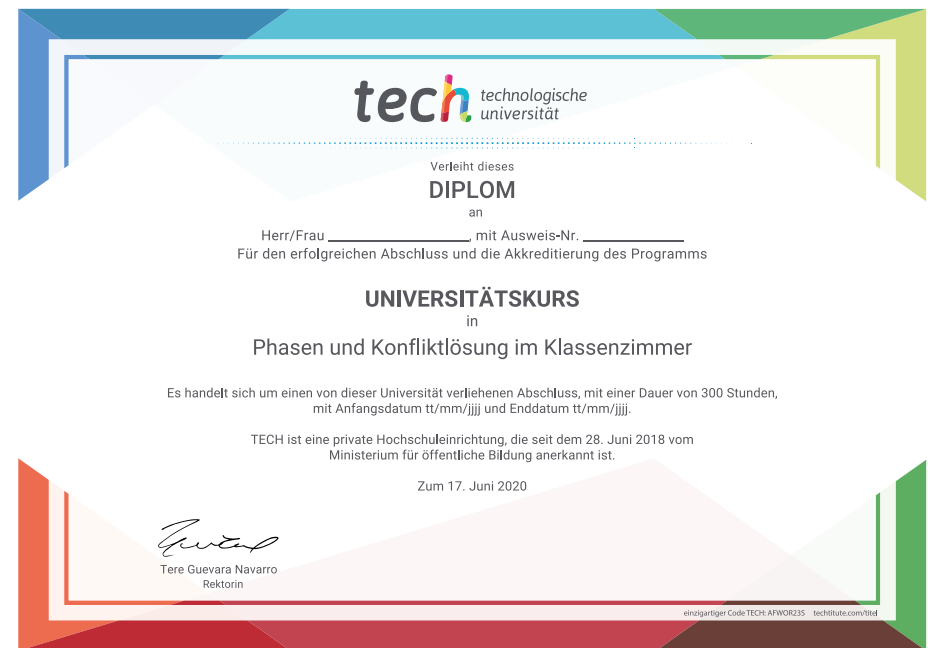 tech technologische
universität
Verleiht dieses
DIPLOM
an
Herr/Frau ____________, mit Ausweis-Nr. ____________
Für den erfolgreichen Abschluss und die Akkreditierung des Programms
UNIVERSITÄTSKURS
in
Phasen und Konfliktlösung im Klassenzimmer
Es handelt sich um einen von dieser Universität verliehenen Abschluss, mit einer Dauer von 300 Stunden,
mit Anfangsdatum tt/mm/jjjj und Enddatum tt/mm/jjjj.
TECH ist eine private Hochschuleinrichtung, die seit dem 28. Juni 2018 vom
Ministerium für öffentliche Bildung anerkannt ist.
Zum 17. Juni 2020
Tere Guevara Navarro
Rektorin
einzigartiger Code TECH: AFWOR23S techtitute.com/titel